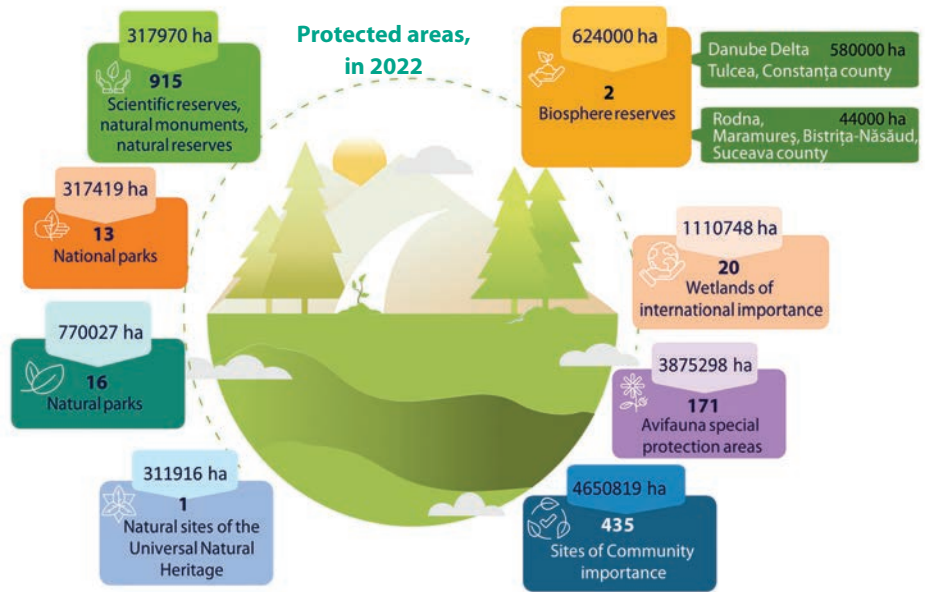 Protected areas,
in 2022
317970 ha
915
Scientific reserves,
natural monuments,
natural reserves
624000 ha
2
Biosphere reserves
Danube Delta 580000 ha
Tulcea, Constanța county
Rodna, 44000 ha
Maramureș, Bistrița-Năsăud,
Suceava county
317419 ha
13
National parks
1110748 ha
20
Wetlands of
international importance
770027 ha
16
Natural parks
3875298 ha
171
Avifauna special
protection areas
311916 ha
1
Natural sites of the
Universal Natural
Heritage
4650819 ha
435
Sites of Community
importance